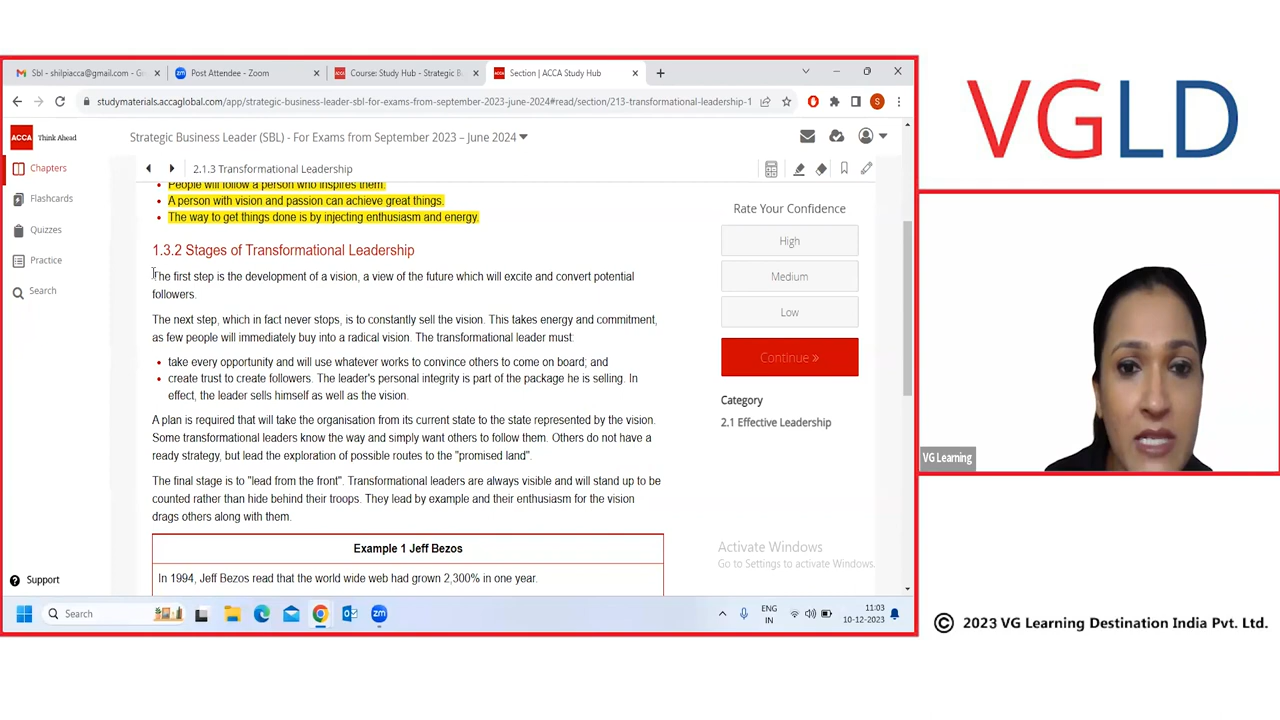 Sbl - shilpiacca@gmail.com - G
Post Attendee - Zoom
Course: Study Hub - Strategic B
Section | ACCA Study Hub
studymaterials.accaglobal.com/app/strategic-business-leader-sbl-for-exams-from-september-2023-june-2024#read/section/213-transformational-leadership-1
S
ACCA Think Ahead
Strategic Business Leader (SBL) - For Exams from September 2023 – June 2024
Chapters
Flashcards
Quizzes
Practice
Search
2.1.3 Transformational Leadership
• People will follow a person who inspires them.
• A person with vision and passion can achieve great things.
• The way to get things done is by injecting enthusiasm and energy.
1.3.2 Stages of Transformational Leadership
The first step is the development of a vision, a view of the future which will excite and convert potential
followers.
The next step, which in fact never stops, is to constantly sell the vision. This takes energy and commitment,
as few people will immediately buy into a radical vision. The transformational leader must:
• take every opportunity and will use whatever works to convince others to come on board; and
• create trust to create followers. The leader's personal integrity is part of the package he is selling. In
effect, the leader sells himself as well as the vision.
A plan is required that will take the organisation from its current state to the state represented by the vision.
Some transformational leaders know the way and simply want others to follow them. Others do not have a
ready strategy, but lead the exploration of possible routes to the "promised land".
The final stage is to "lead from the front". Transformational leaders are always visible and will stand up to be
counted rather than hide behind their troops. They lead by example and their enthusiasm for the vision
drags others along with them.
Example 1 Jeff Bezos
In 1994, Jeff Bezos read that the world wide web had grown 2,300% in one year.
Rate Your Confidence
High
Medium
Low
Continue »
Category
2.1 Effective Leadership
Activate Windows
Go to Settings to activate Windows.
Support
Search
zm
ENG
IN
11:03
10-12-2023
VGLD
VG Learning
© 2023 VG Learning Destination India Pvt. Ltd.